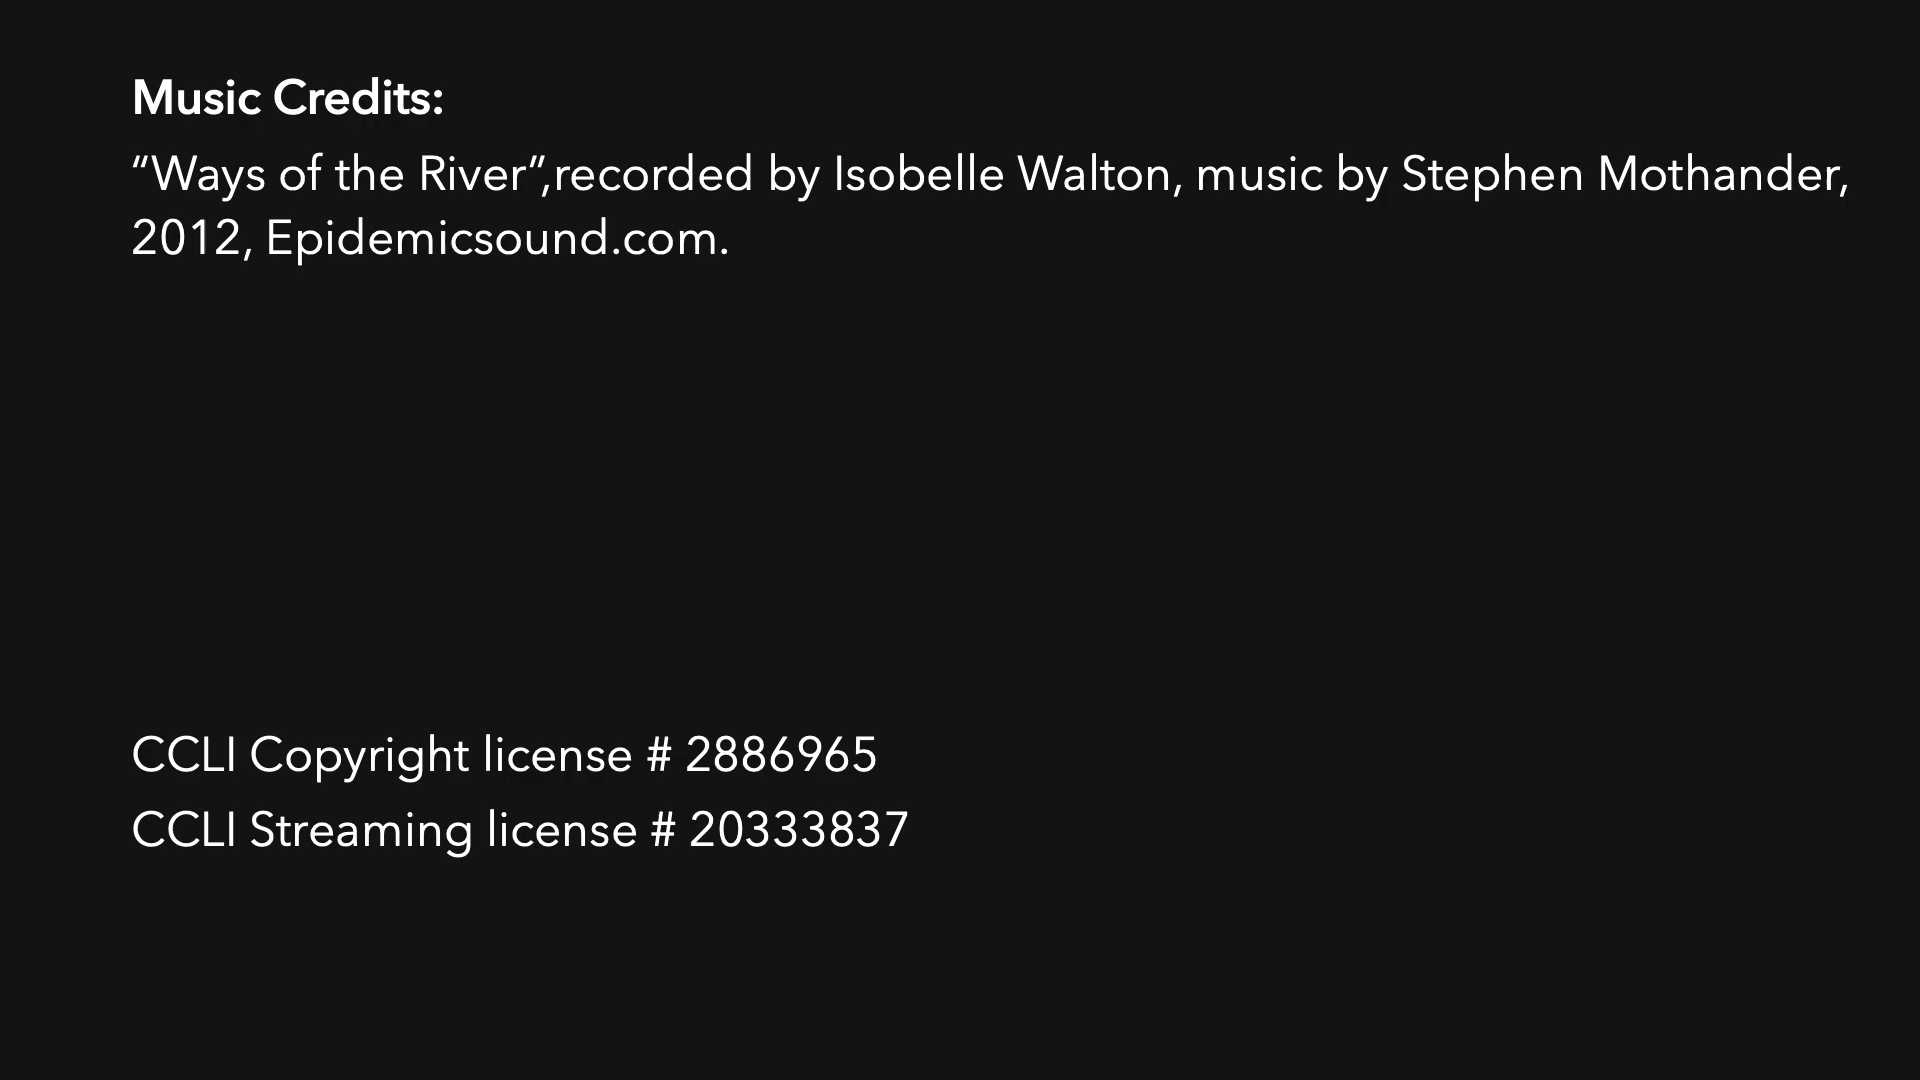 Music Credits:
“Ways of the River”,recorded by Isobelle Walton, music by Stephen Mothander,
2012, Epidemicsound.com.
CCLI Copyright license # 2886965
CCLI Streaming license # 20333837